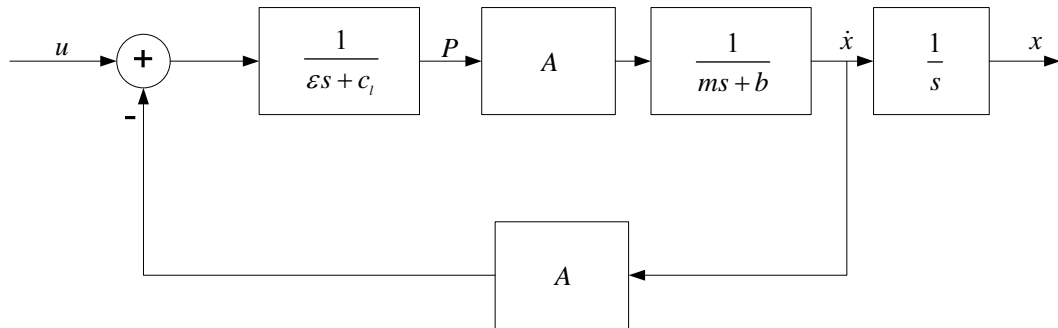 u
+
-
1
εs + c_l
P
A
1
ms + b
ẋ
1
s
x
A